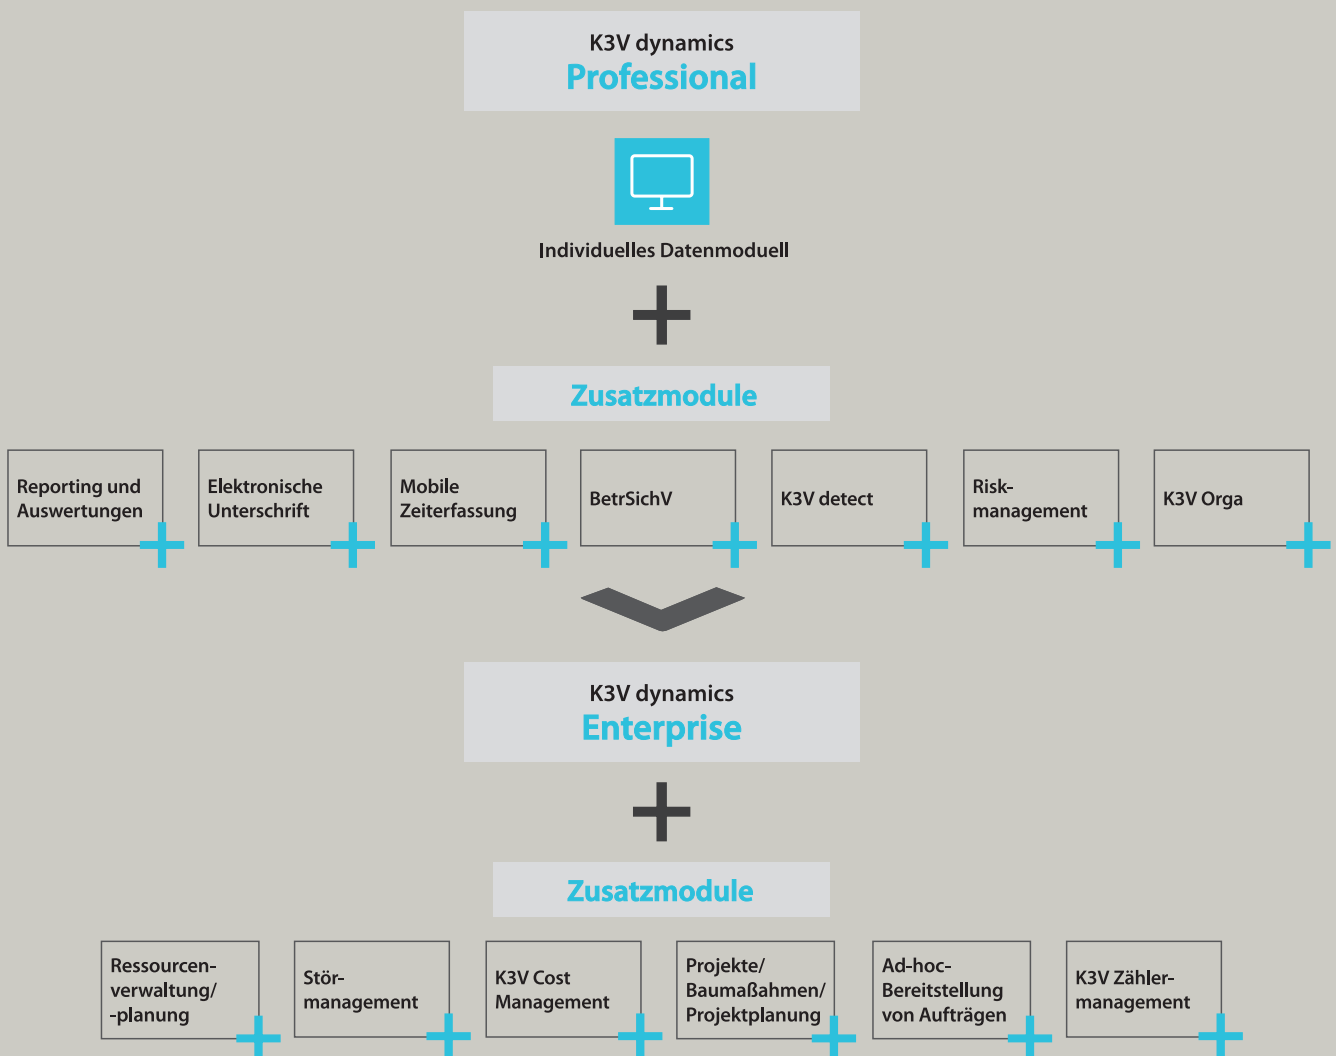 K3V dynamics
Professional
Individuelles Datenmoduell
Zusatzmodule
Reporting und
Auswertungen
Elektronische
Unterschrift
Mobile
Zeiterfassung
BetrSichV
K3V detect
Risk-
management
K3V Orga
K3V dynamics
Enterprise
Zusatzmodule
Ressourcen-
verwaltung/
-planung
Stör-
management
K3V Cost
Management
Projekte/
Baumaßahmen/
Projektplanung
Ad-hoc-
Bereitstellung
von Aufträgen
K3V Zähler-
management